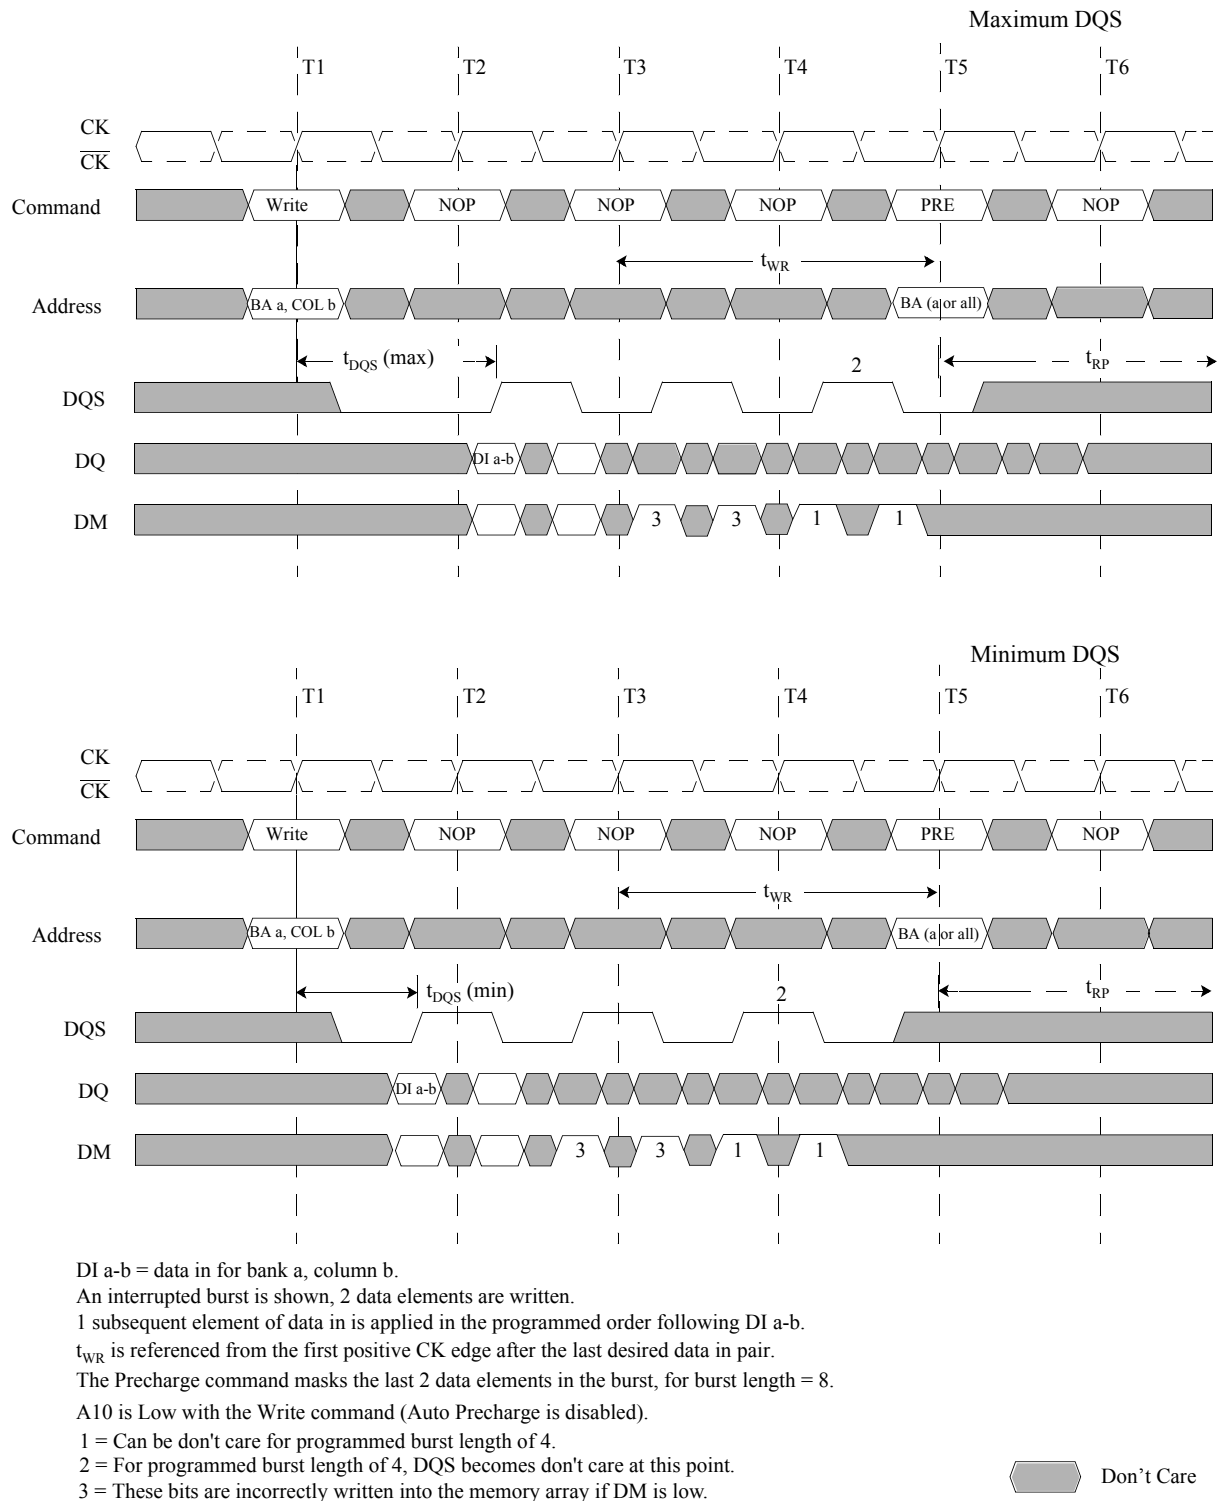 Maximum DQS
T1 T2 T3 T4 T5 T6
CK
CK
Command Write NOP NOP NOP PRE NOP
tWR
Address BA a, COL b BA (a or all)
tDQS (max) 2 tRP
DQS
DQ DI a-b
DM 3 3 1 1
Minimum DQS
T1 T2 T3 T4 T5 T6
CK
CK
Command Write NOP NOP NOP PRE NOP
tWR
Address BA a, COL b BA (a or all)
tDQS (min) 2 tRP
DQS
DQ DI a-b
DM 3 3 1 1
DI a-b = data in for bank a, column b.
An interrupted burst is shown, 2 data elements are written.
1 subsequent element of data in is applied in the programmed order following DI a-b.
tWR is referenced from the first positive CK edge after the last desired data in pair.
The Precharge command masks the last 2 data elements in the burst, for burst length = 8.
A10 is Low with the Write command (Auto Precharge is disabled).
1 = Can be don't care for programmed burst length of 4.
2 = For programmed burst length of 4, DQS becomes don't care at this point.
3 = These bits are incorrectly written into the memory array if DM is low.
Don’t Care